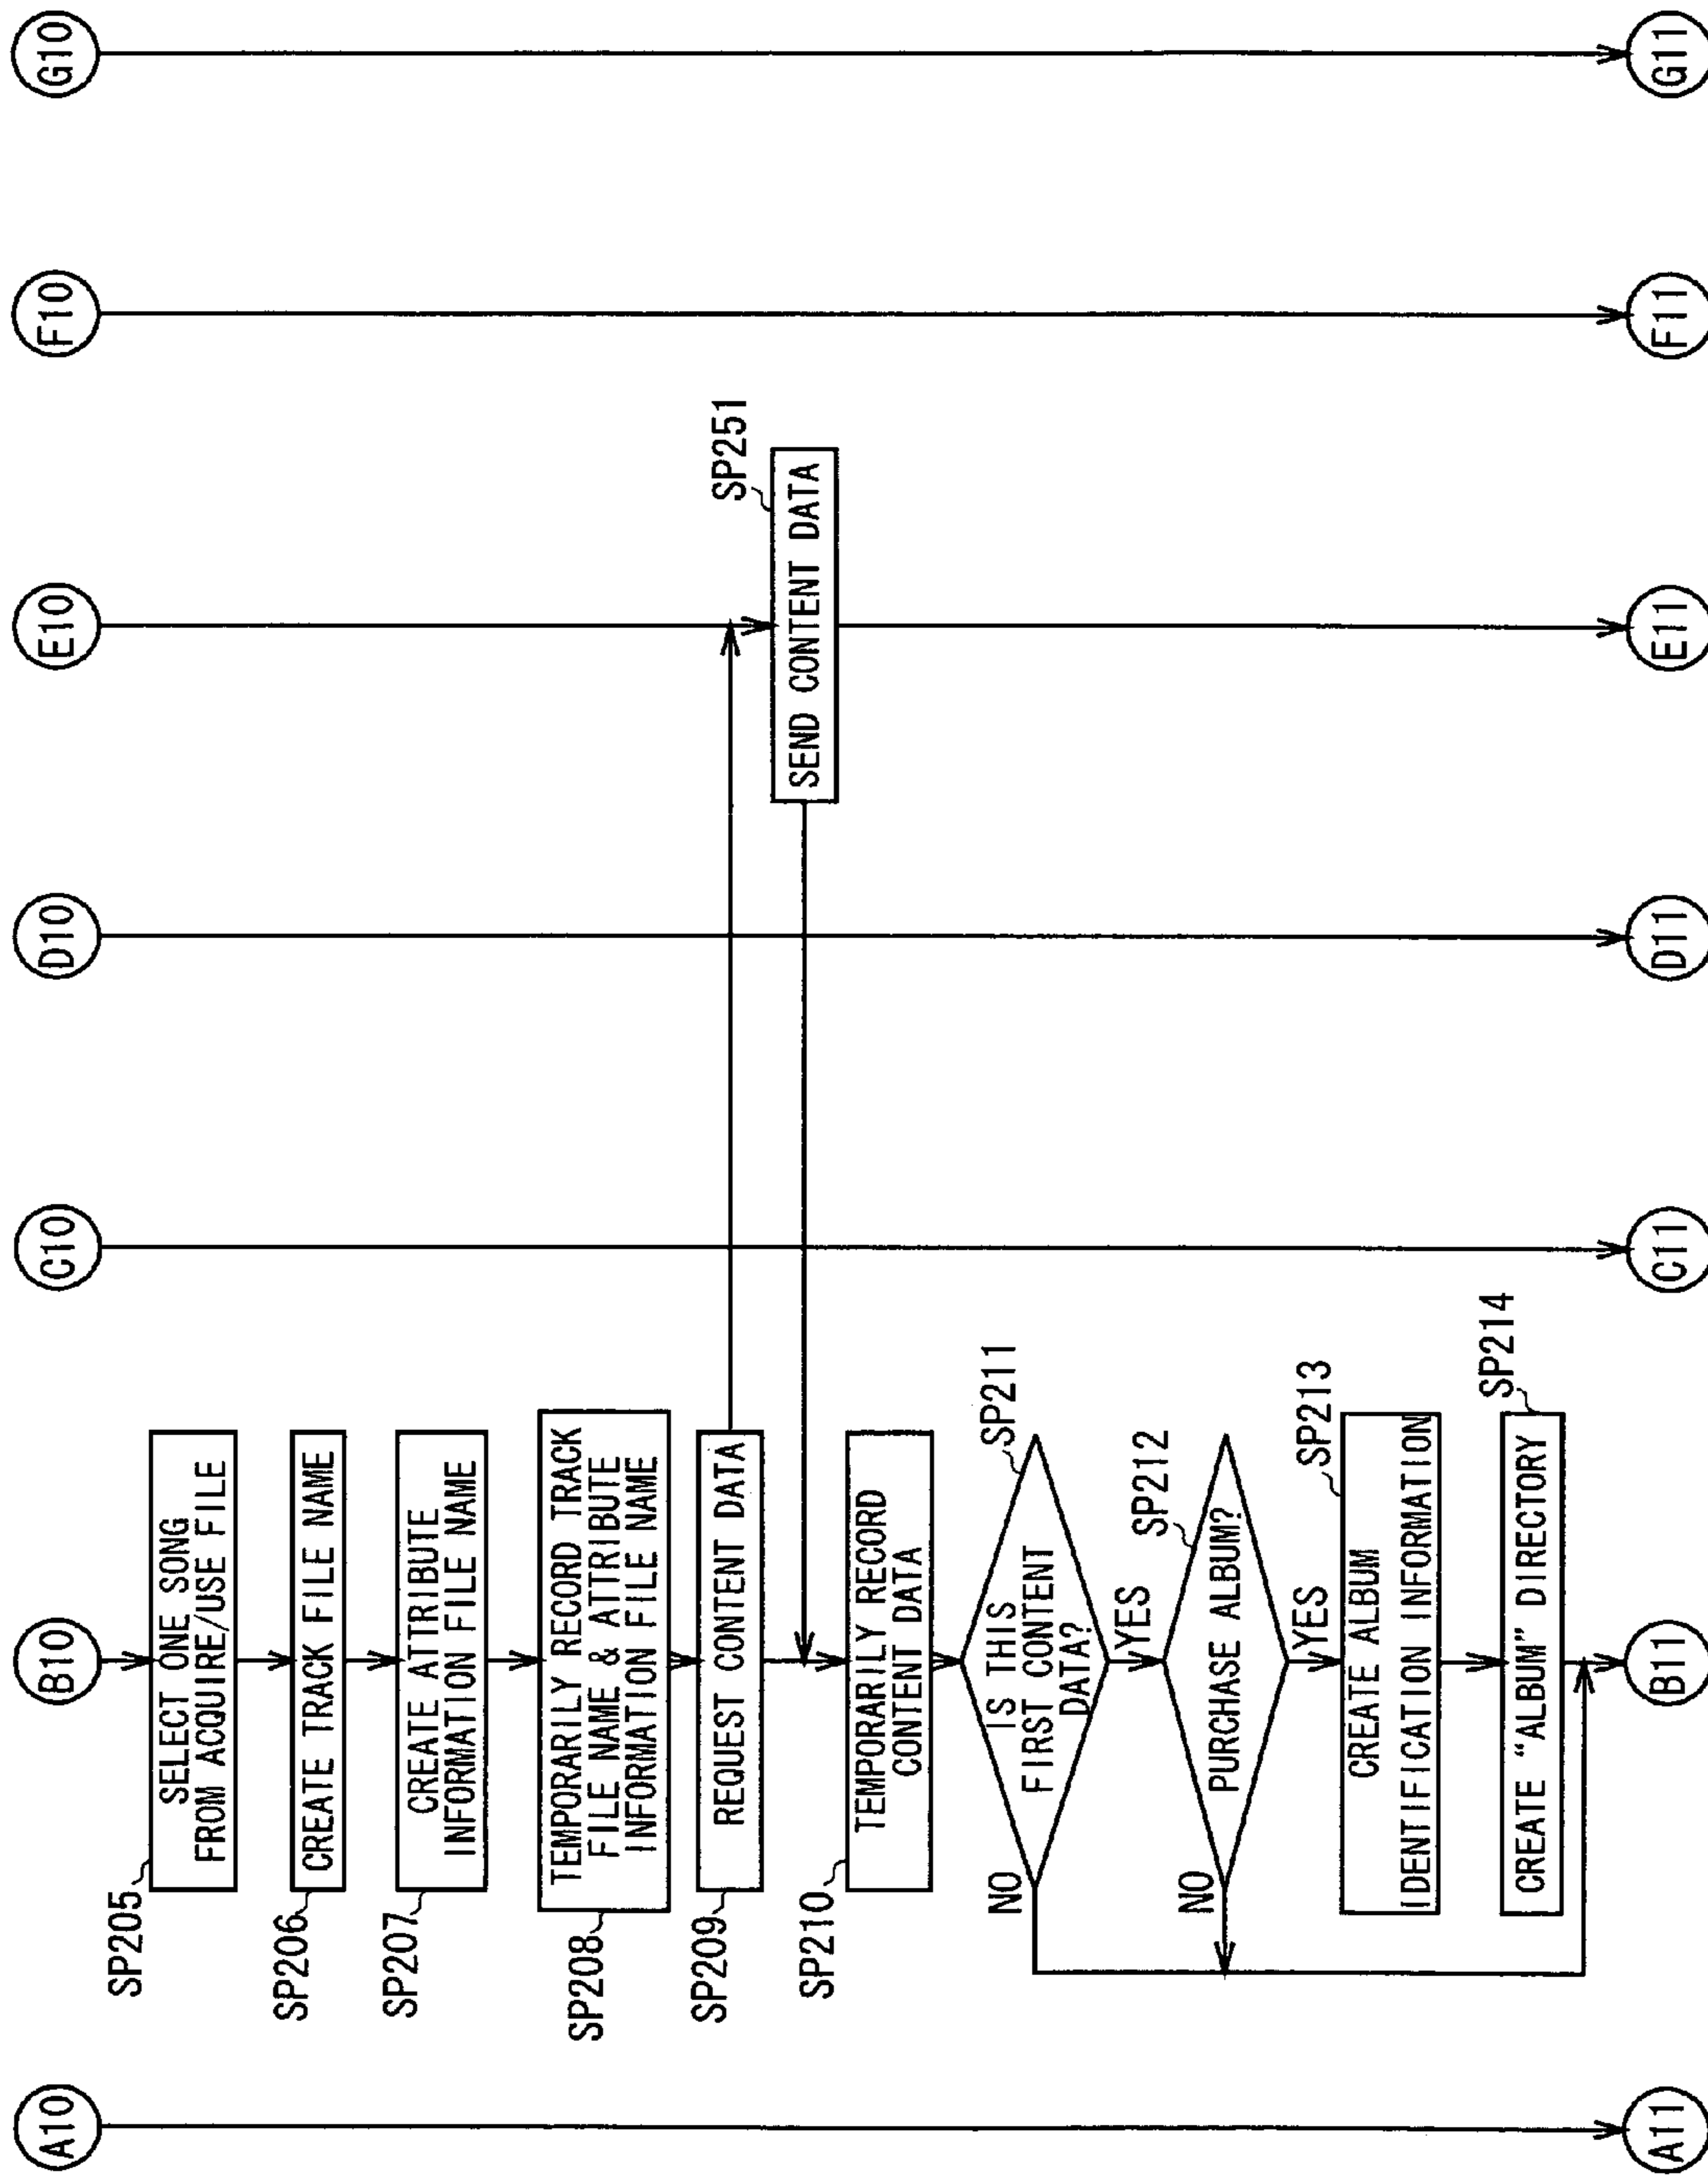 A10
B10
C10
D10
E10
F10
G10
SP205
SELECT ONE SONG
FROM ACQUIRE/USE FILE
SP206
CREATE TRACK FILE NAME
SP207
CREATE ATTRIBUTE
INFORMATION FILE NAME
SP208
TEMPORARILY RECORD TRACK
FILE NAME & ATTRIBUTE
INFORMATION FILE NAME
SP209
REQUEST CONTENT DATA
SP251
SEND CONTENT DATA
SP210
TEMPORARILY RECORD
CONTENT DATA
SP211
IS THIS
FIRST CONTENT
DATA?
NO
YES
SP212
PURCHASE ALBUM?
NO
YES
SP213
CREATE ALBUM
IDENTIFICATION INFORMATION
SP214
CREATE “ALBUM” DIRECTORY
A11
B11
C11
D11
E11
F11
G11